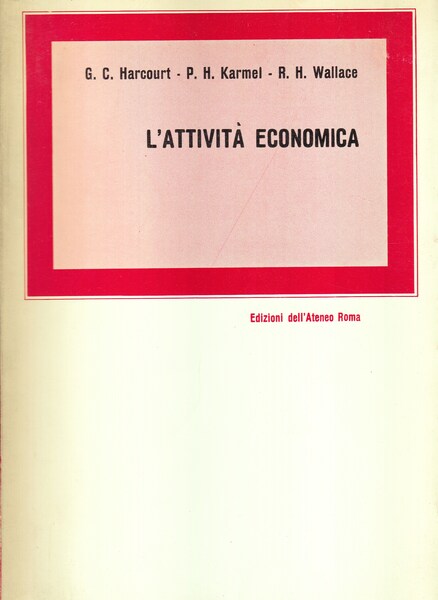 G. C. Harcourt - P. H. Karmel - R. H. Wallace
L'ATTIVITÀ ECONOMICA
Edizioni dell'Ateneo Roma